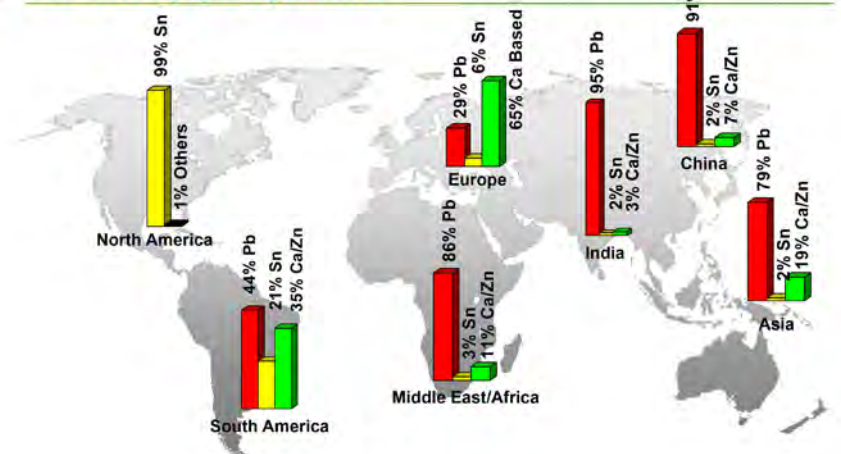 99% Sn
1% Others
North America
44% Pb
21% Sn
35% Ca/Zn
South America
29% Pb
6% Sn
65% Ca Based
Europe
86% Pb
3% Sn
11% Ca/Zn
Middle East/Africa
95% Pb
2% Sn
3% Ca/Zn
India
91%
2% Sn
7% Ca/Zn
China
79% Pb
2% Sn
19% Ca/Zn
Asia